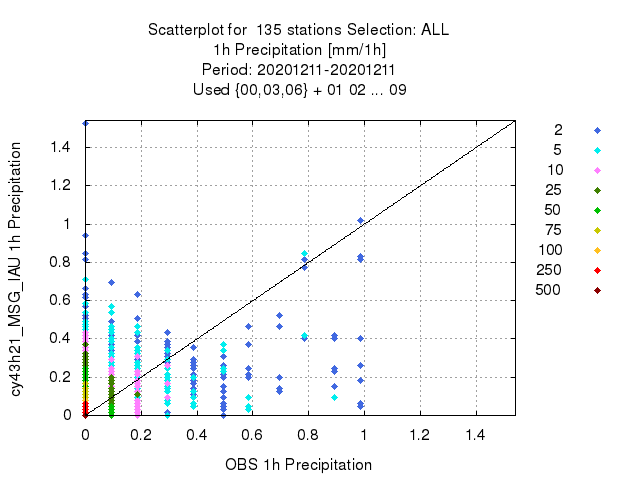 Scatterplot for 135 stations Selection: ALL
1h Precipitation [mm/1h]
Period: 20201211-20201211
Used {00,03,06} + 01 02 ... 09
cy43h21_MSG_IAU 1h Precipitation
1.4
1.2
1
0.8
0.6
0.4
0.2
0
0 0.2 0.4 0.6 0.8 1 1.2 1.4
OBS 1h Precipitation
2
5
10
25
50
75
100
250
500